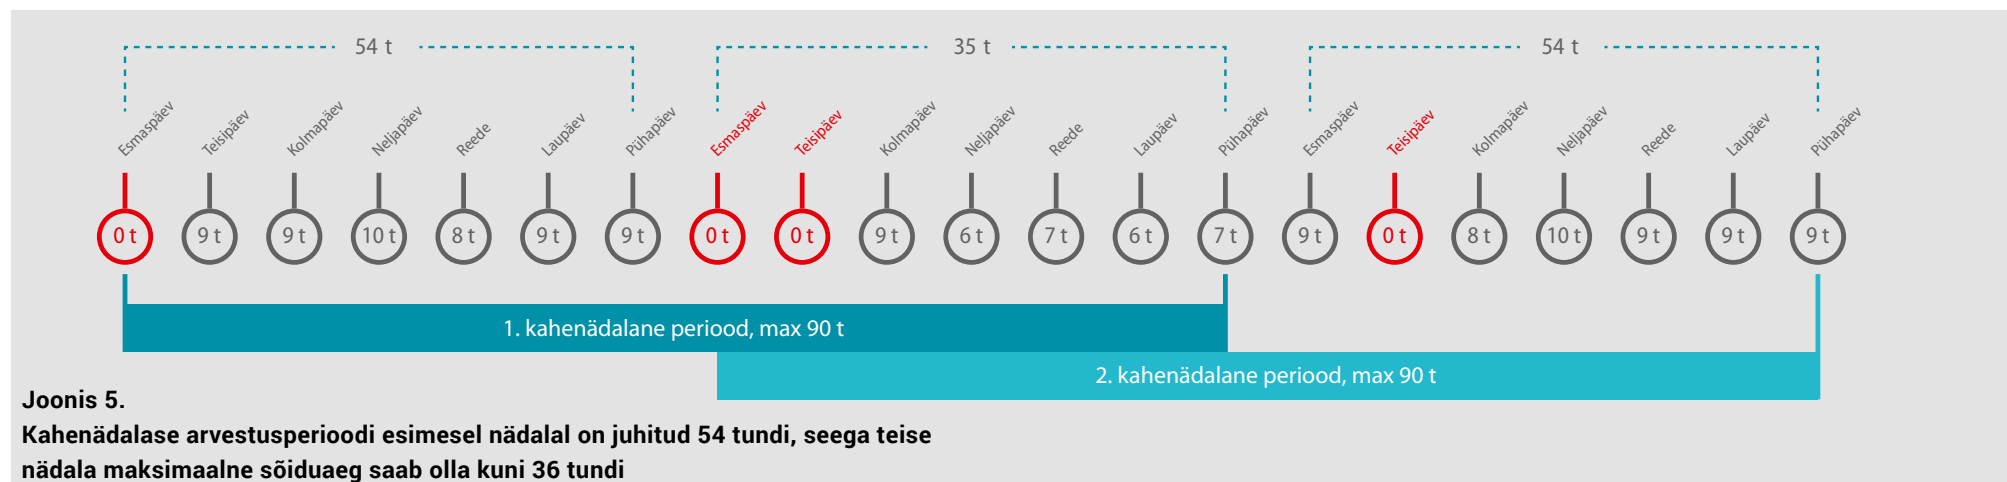 54 t 35 t 54 t
Esmaspäev Teisipäev Kolmapäev Neljapäev Reede Laupäev Pühapäev Esmaspäev Teisipäev Kolmapäev Neljapäev Reede Laupäev Pühapäev Esmaspäev Teisipäev Kolmapäev Neljapäev Reede Laupäev Pühapäev
0 t 9 t 9 t 10 t 8 t 9 t 9 t 0 t 0 t 9 t 6 t 7 t 6 t 7 t 9 t 0 t 8 t 10 t 9 t 9 t 9 t
1. kahenädalane periood, max 90 t
2. kahenädalane periood, max 90 t
Joonis 5.
Kahenädalase arvestusperioodi esimesel nädalal on juhitud 54 tundi, seega teise
nädala maksimaalne sõiduaeg saab olla kuni 36 tundi